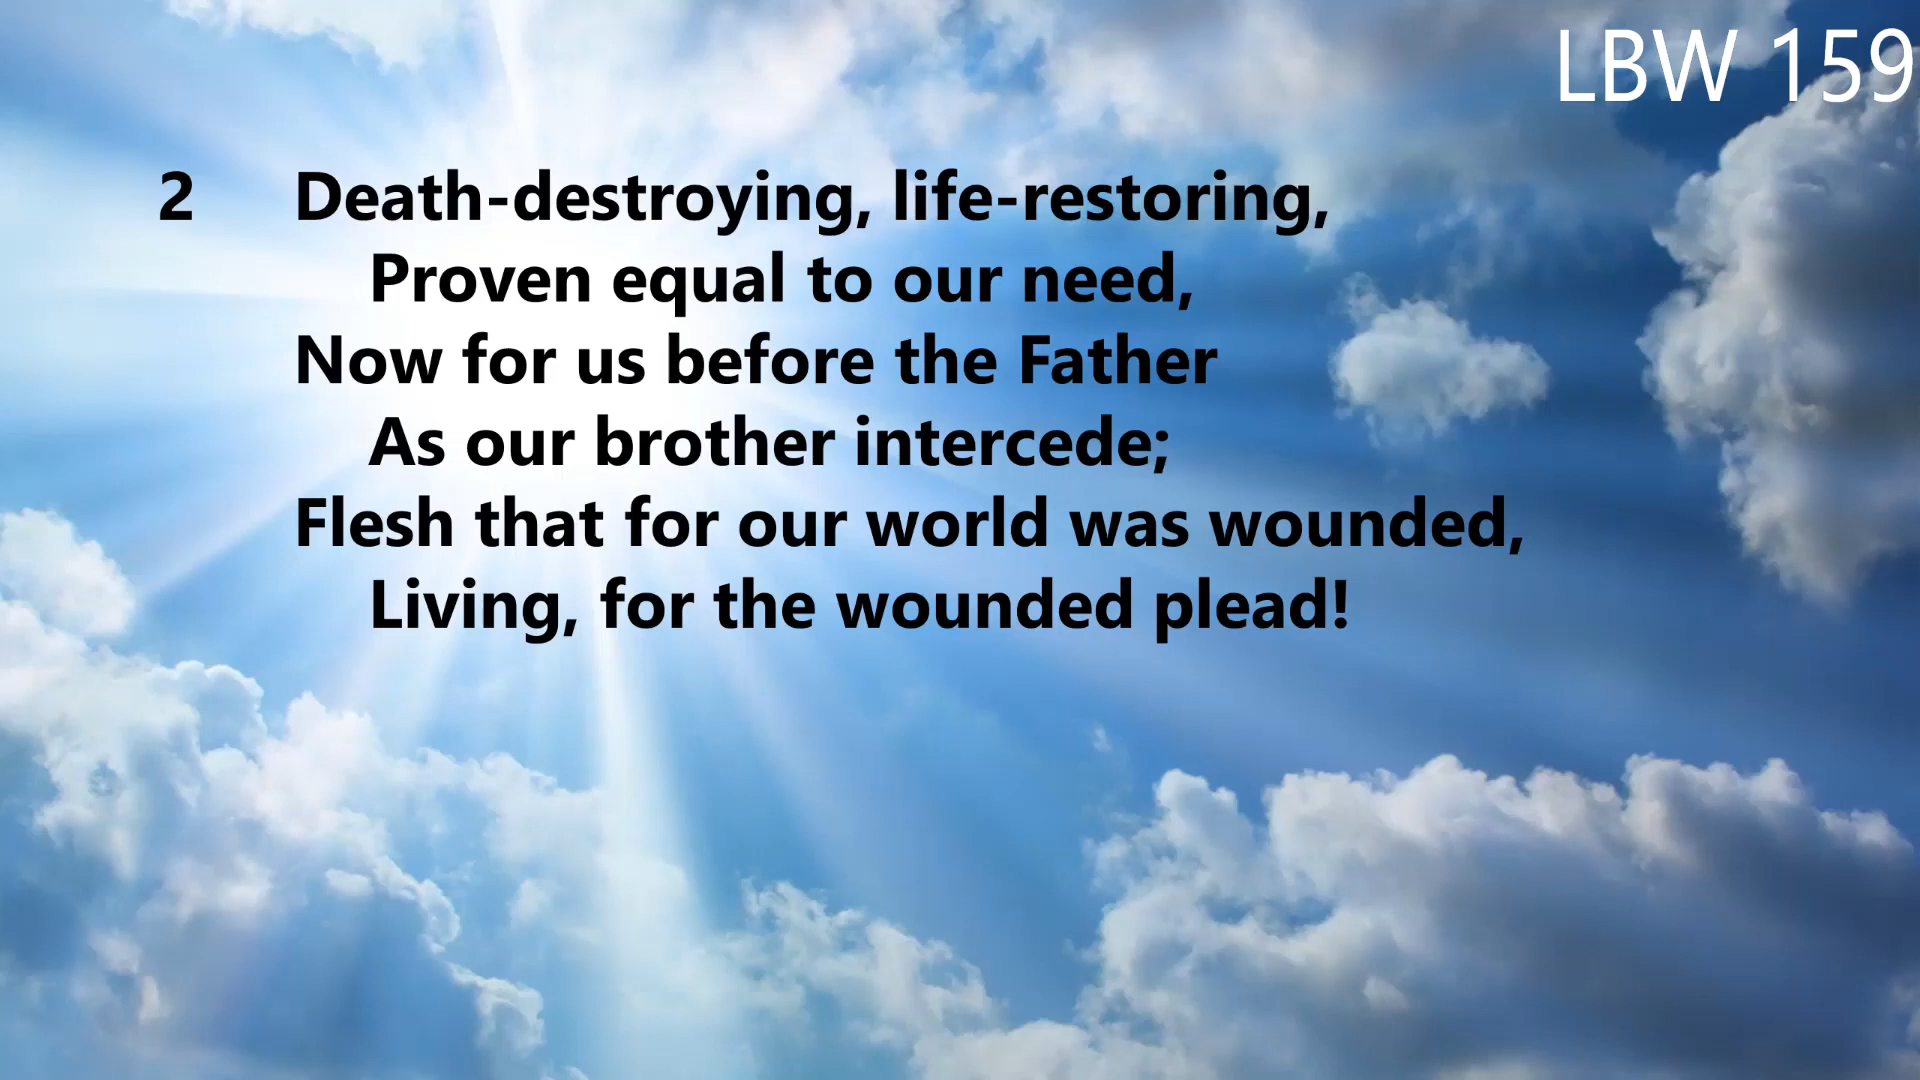 LBW 159
2 Death-destroying, life-restoring,
Proven equal to our need,
Now for us before the Father
As our brother intercede;
Flesh that for our world was wounded,
Living, for the wounded plead!